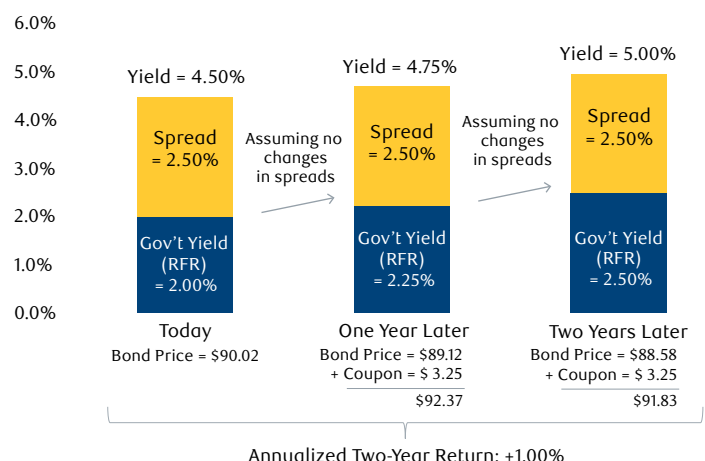 6.0%
5.0%
4.0%
3.0%
2.0%
1.0%
0.0%
Yield = 4.50%
Spread
= 2.50%
Gov't Yield
(RFR)
= 2.00%
Today
Bond Price = $90.02
Assuming no
changes
in spreads
Yield = 4.75%
Spread
= 2.50%
Gov't Yield
(RFR)
= 2.25%
One Year Later
Bond Price = $89.12
+ Coupon = $ 3.25
$92.37
Assuming no
changes
in spreads
Yield = 5.00%
Spread
= 2.50%
Gov't Yield
(RFR)
= 2.50%
Two Years Later
Bond Price = $88.58
+ Coupon = $ 3.25
$91.83
Annualized Two-Year Return: +1.00%